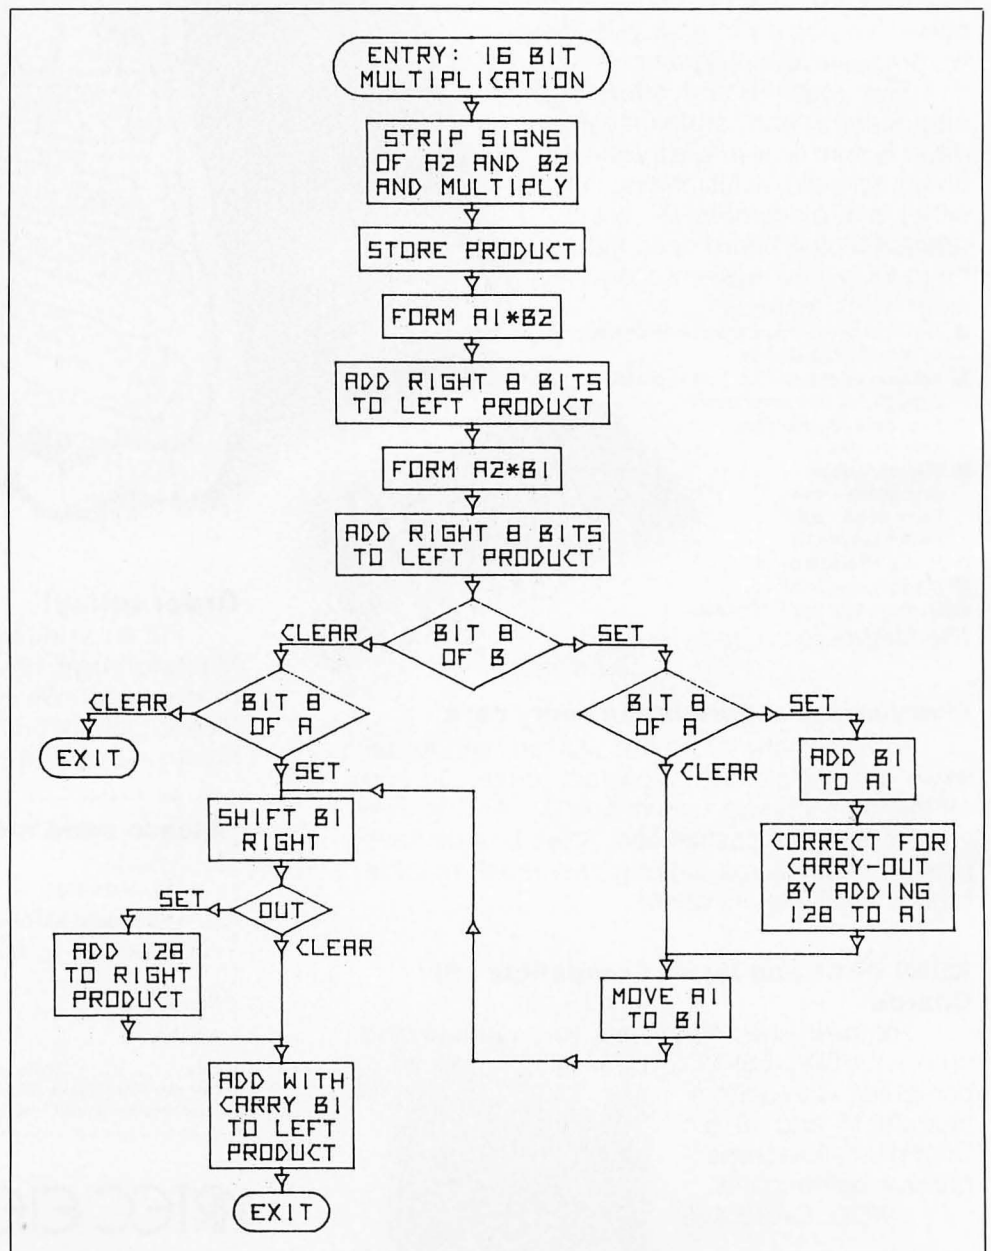 ENTRY: 16 BIT
MULTIPLICATION
STRIP SIGNS
OF A2 AND B2
AND MULTIPLY
STORE PRODUCT
FORM A1*B2
ADD RIGHT 8 BITS
TO LEFT PRODUCT
FORM A2*B1
ADD RIGHT 8 BITS
TO LEFT PRODUCT
BIT 8
OF B
CLEAR
SET
BIT 8
OF A
CLEAR
EXIT
SET
BIT 8
OF A
SET
CLEAR
ADD B1
TO A1
CORRECT FOR
CARRY-OUT
BY ADDING
128 TO A1
MOVE A1
TO B1
SHIFT B1
RIGHT
OUT
SET
CLEAR
ADD 128
TO RIGHT
PRODUCT
ADD WITH
CARRY B1
TO LEFT
PRODUCT
EXIT